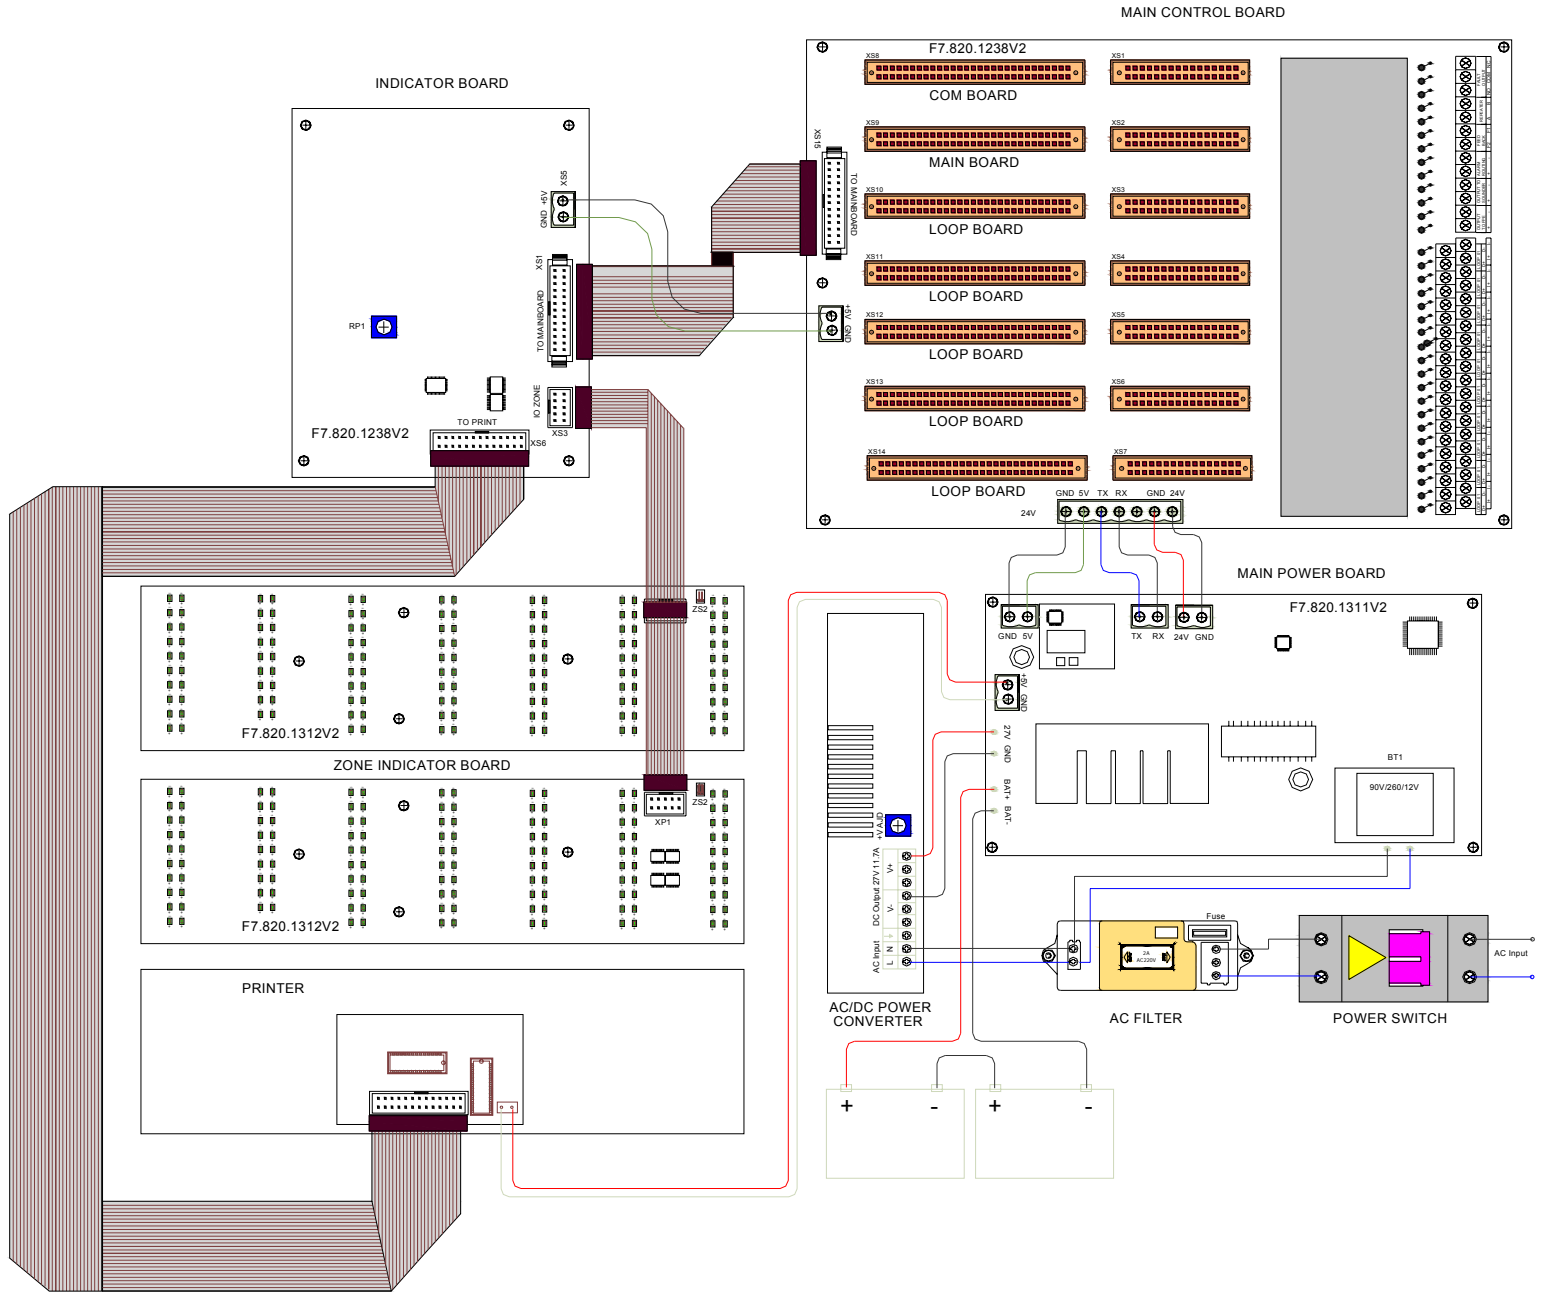 MAIN CONTROL BOARD
F7.820.1238V2
XS8
XS1
COM BOARD
XS9
XS2
MAIN BOARD
XS10
XS3
LOOP BOARD
XS11
XS4
LOOP BOARD
XS12
XS5
LOOP BOARD
XS13
XS6
LOOP BOARD
XS14
XS7
LOOP BOARD
XS15
TO MAINBOARD
+5V
GND
GND 5V TX RX GND 24V
24V
INDICATOR BOARD
XS5
+5V
GND
XS1
TO MAINBOARD
RP1
IO ZONE
XS3
TO PRINT
XS6
F7.820.1238V2
MAIN POWER BOARD
F7.820.1311V2
GND 5V
TX RX
24V GND
+5V
GND
27V
GND
BAT+
BAT-
BT1
90V/260/12V
ZS2
F7.820.1312V2
ZONE INDICATOR BOARD
ZS2
XP1
F7.820.1312V2
+V AJD
DC Output 27V 11.7A
V+
V-
AC Input
N
L
AC/DC POWER
CONVERTER
Fuse
2A
AC220V
AC FILTER
POWER SWITCH
AC Input
PRINTER
+ -
+ -